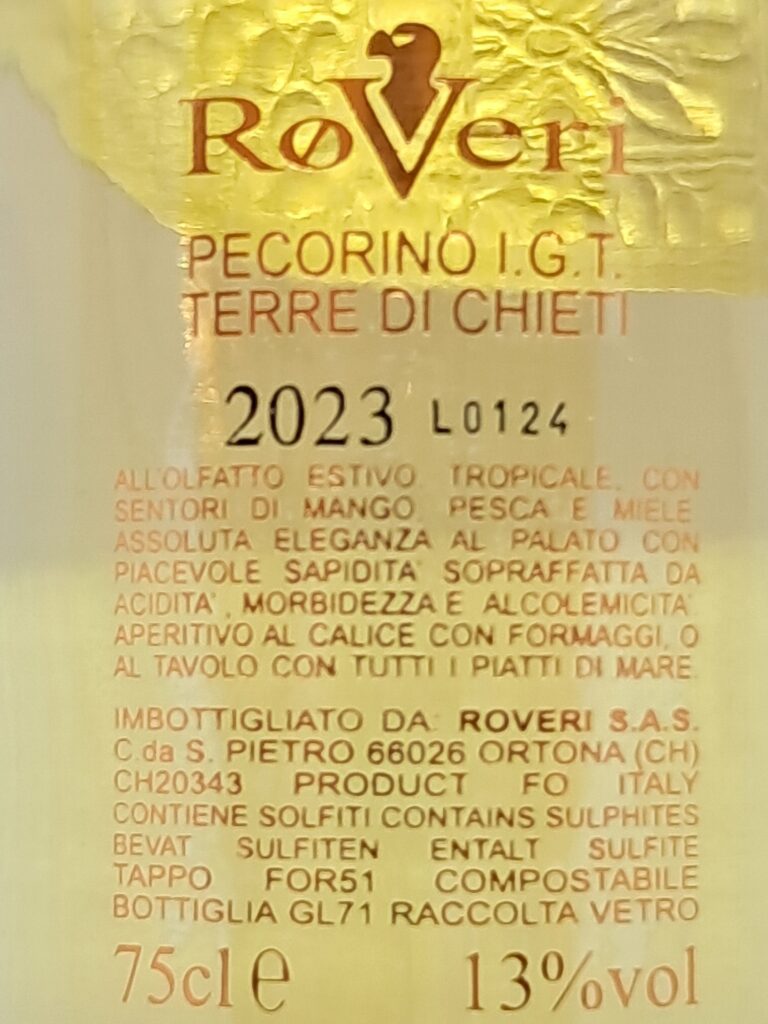 RøVeri
PECORINO I.G.T.
TERRE DI CHIETI
2023 L0124
ALL'OLFATTO ESTIVO TROPICALE, CON
SENTORI DI MANGO PESCA E MIELE
ASSOLUTA ELEGANZA AL PALATO CON
PIACEVOLE SAPIDITA' SOPRAFFATTA DA
ACIDITA', MORBIDEZZA E ALCOLEMICITA'
APERITIVO AL CALICE CON FORMAGGI, O
AL TAVOLO CON TUTTI I PIATTI DI MARE.
IMBOTTIGLIATO DA: ROVERI S.A.S.
C.da S. PIETRO 66026 ORTONA (CH)
CH20343 PRODUCT FO ITALY
CONTIENE SOLFITI CONTAINS SULPHITES
BEVAT SULFITEN ENTALT SULFITE
TAPPO FOR51 COMPOSTABILE
BOTTIGLIA GL71 RACCOLTA VETRO
75cl e 13%vol